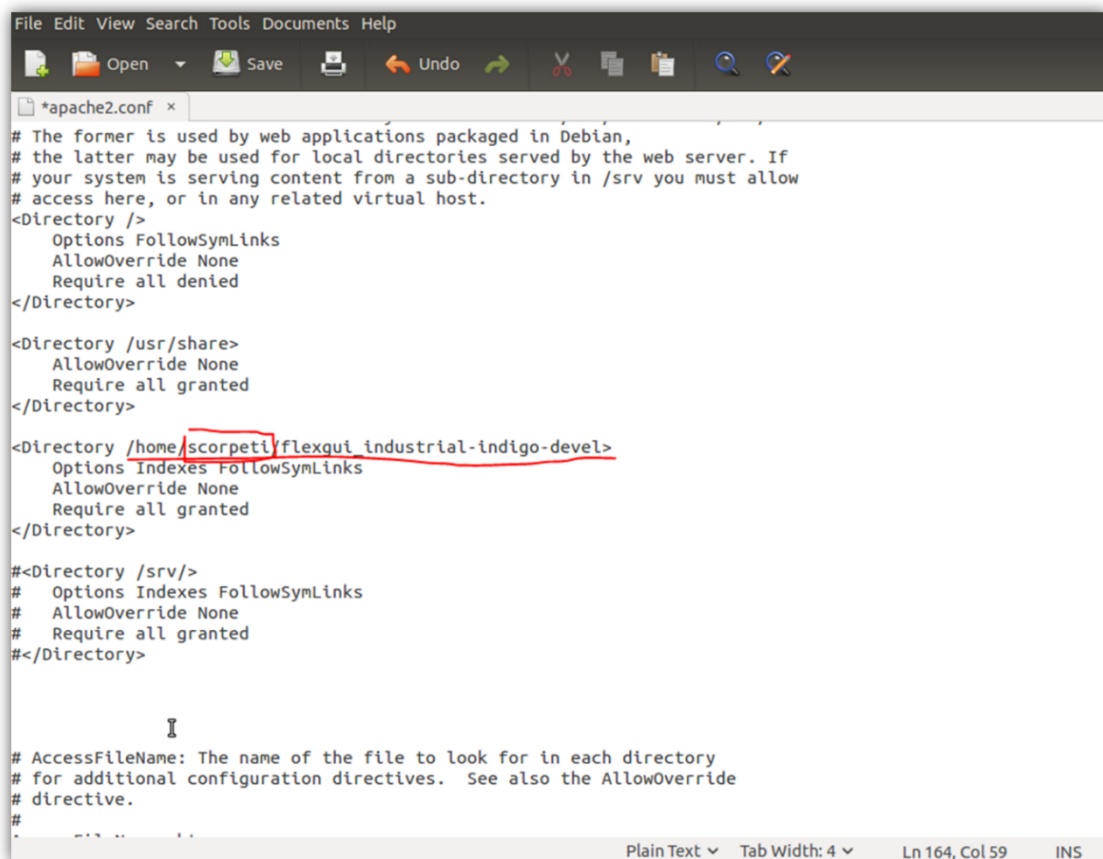 File Edit View Search Tools Documents Help
Open Save Undo
*apache2.conf ×
# The former is used by web applications packaged in Debian,
# the latter may be used for local directories served by the web server. If
# your system is serving content from a sub-directory in /srv you must allow
# access here, or in any related virtual host.
<Directory />
    Options FollowSymLinks
    AllowOverride None
    Require all denied
</Directory>
<Directory /usr/share>
    AllowOverride None
    Require all granted
</Directory>
<Directory /home/scorpeti/flexgui_industrial-indigo-devel>
    Options Indexes FollowSymLinks
    AllowOverride None
    Require all granted
</Directory>
#<Directory /srv/>
#   Options Indexes FollowSymLinks
#   AllowOverride None
#   Require all granted
#</Directory>
# AccessFileName: The name of the file to look for in each directory
# for additional configuration directives.  See also the AllowOverride
# directive.
#
Plain Text Tab Width: 4 Ln 164, Col 59 INS